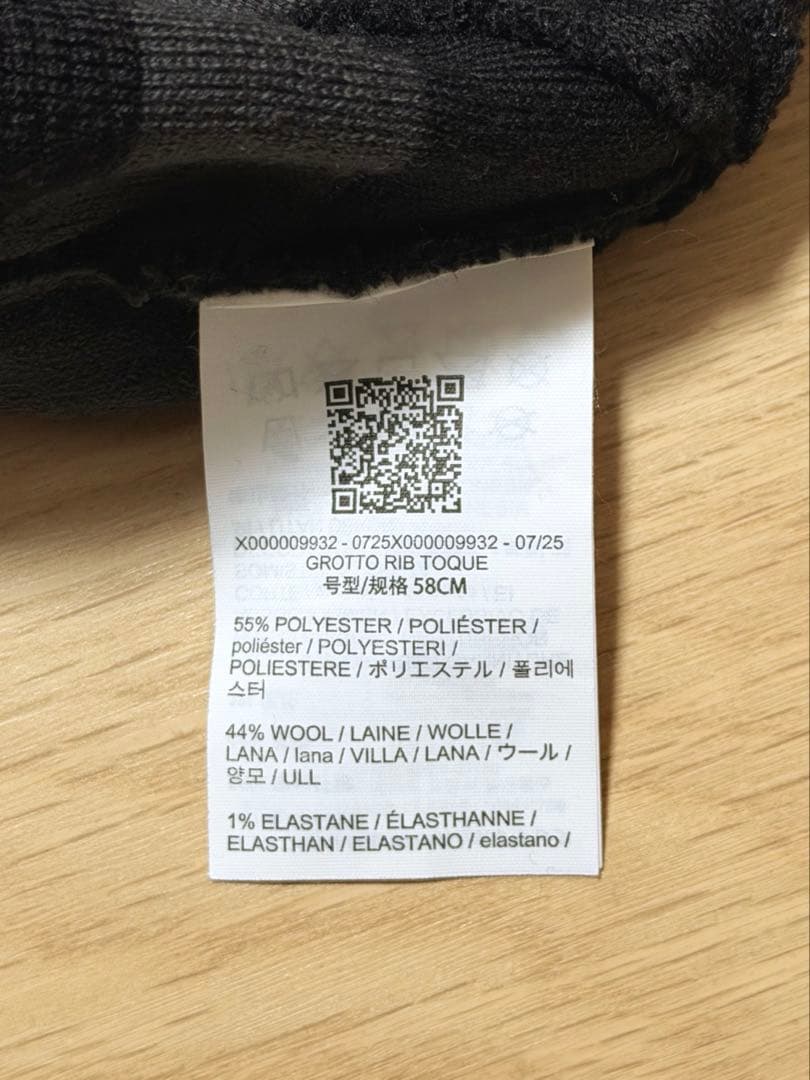 X000009932 - 0725X000009932 - 07/25
GROTTO RIB TOQUE
号型/规格 58CM
55% POLYESTER / POLIÉSTER /
poliéster / POLYESTERI /
POLIESTERE / ポリエステル / 폴리에
스터
44% WOOL / LAINE / WOLLE /
LANA / lana / VILLA / LANA / ウール /
양모 / ULL
1% ELASTANE / ÉLASTHANNE /
ELASTHAN / ELASTANO / elastano /